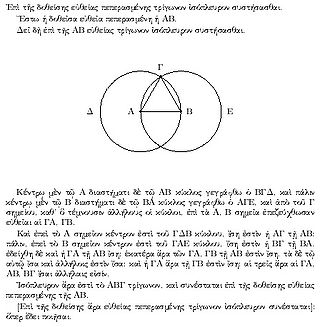 Ἐπὶ τῆς δοθείσης εὐθείας πεπερασμένης τρίγωνον ἰσόπλευρον συστήσασθαι.
Ἔστω ἡ δοθεῖσα εὐθεῖα πεπερασμένη ἡ ΑΒ.
Δεῖ δὴ ἐπὶ τῆς ΑΒ εὐθείας τρίγωνον ἰσόπλευρον συστήσασθαι.
Γ
Δ Α Β Ε
Κέντρῳ μὲν τῷ Α διαστήματι δὲ τῷ ΑΒ κύκλος γεγράφθω ὁ ΒΓΔ, καὶ πάλιν
κέντρῳ μὲν τῷ Β διαστήματι δὲ τῷ ΒΑ κύκλος γεγράφθω ὁ ΑΓΕ, καὶ ἀπὸ τοῦ Γ
σημείου, καθ᾽ ὃ τέμνουσιν ἀλλήλους οἱ κύκλοι, ἐπὶ τὰ Α, Β σημεῖα ἐπεζεύχθωσαν
εὐθεῖαι αἱ ΓΑ, ΓΒ.
Καὶ ἐπεὶ τὸ Α σημεῖον κέντρον ἐστὶ τοῦ ΓΔΒ κύκλου, ἴση ἐστὶν ἡ ΑΓ τῇ ΑΒ·
πάλιν, ἐπεὶ τὸ Β σημεῖον κέντρον ἐστὶ τοῦ ΓΑΕ κύκλου, ἴση ἐστὶν ἡ ΒΓ τῇ ΒΑ.
ἐδείχθη δὲ καὶ ἡ ΓΑ τῇ ΑΒ ἴση· ἑκατέρα ἄρα τῶν ΓΑ, ΓΒ τῇ ΑΒ ἐστιν ἴση. τὰ δὲ τῷ
αὐτῷ ἴσα καὶ ἀλλήλοις ἐστὶν ἴσα· καὶ ἡ ΓΑ ἄρα τῇ ΓΒ ἐστιν ἴση· αἱ τρεῖς ἄρα αἱ ΓΑ,
ΑΒ, ΒΓ ἴσαι ἀλλήλαις εἰσίν.
Ἰσόπλευρον ἄρα ἐστὶ τὸ ΑΒΓ τρίγωνον. καὶ συνέσταται ἐπὶ τῆς δοθείσης εὐθείας
πεπερασμένης τῆς ΑΒ.
[Ἐπὶ τῆς δοθείσης ἄρα εὐθείας πεπερασμένης τρίγωνον ἰσόπλευρον συνέσταται]·
ὅπερ ἔδει ποιῆσαι.